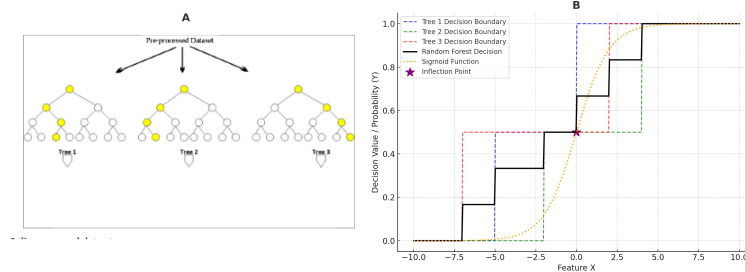 A
Pre-processed Dataset
Tree 1
Tree 2
Tree 3
B
Tree 1 Decision Boundary
Tree 2 Decision Boundary
Tree 3 Decision Boundary
Random Forest Decision
Sigmoid Function
Inflection Point
Decision Value / Probability (Y)
1.0
0.8
0.6
0.4
0.2
0.0
−10.0
−7.5
−5.0
−2.5
0.0
2.5
5.0
7.5
10.0
Feature X